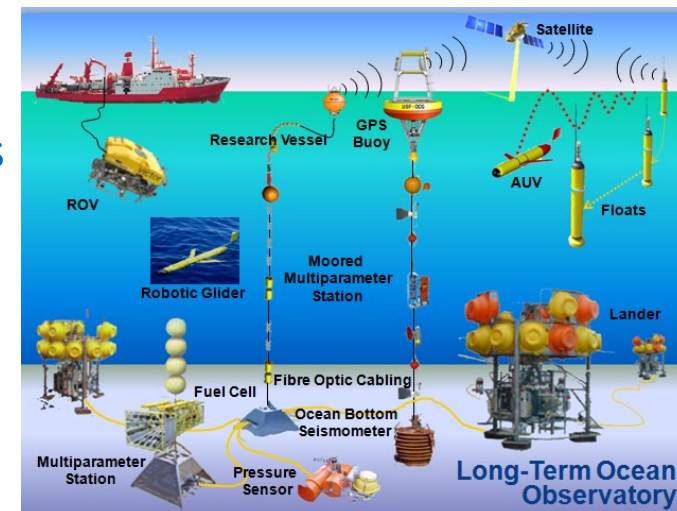 Satellite
USF-OCG
GPS
Buoy
Research Vessel
S
ROV
AUV
Floats
Robotic Glider
Moored
Multiparameter
Station
Lander
Fuel Cell
Fibre Optic Cabling
Ocean Bottom
Seismometer
Multiparameter
Station
Pressure
Sensor
Long-Term Ocean
Observatory